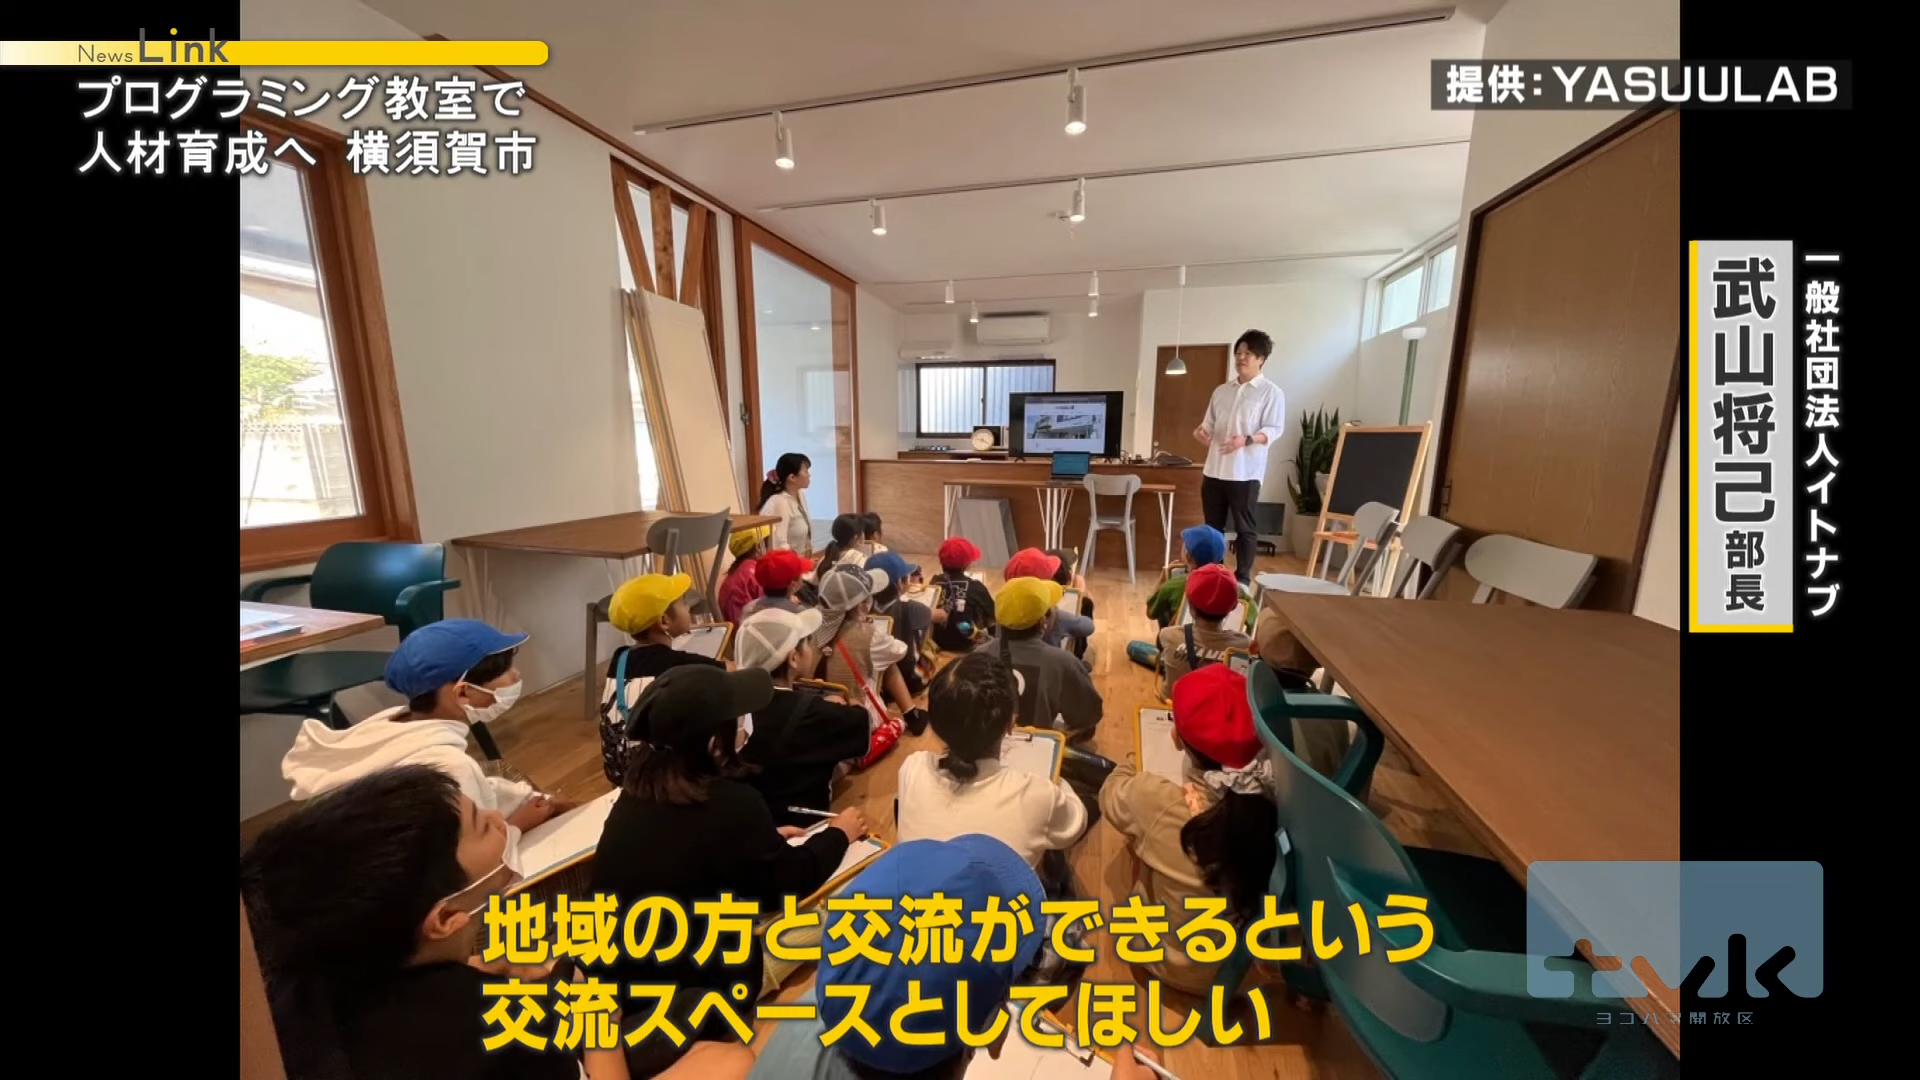 News Link
プログラミング教室で
人材育成へ 横須賀市
提供：YASUULAB
一般社団法人イトナブ
武山将己部長
地域の方と交流ができるという
交流スペースとしてほしい
tvk
ヨコハマ開放区